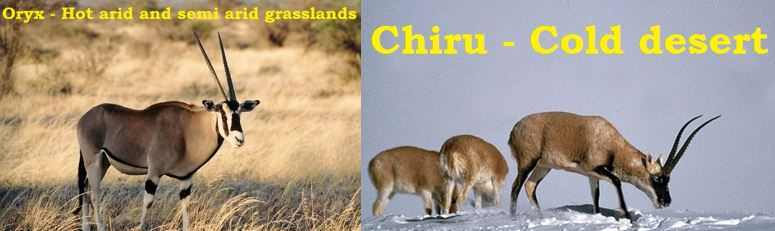 Oryx - Hot arid and semi arid grasslands
Chiru - Cold desert